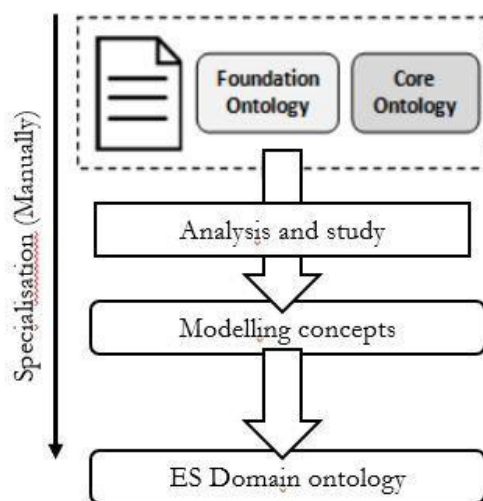 Foundation
Ontology
Core
Ontology
Analysis and study
Modelling concepts
ES Domain ontology
Specialisation (Manually)